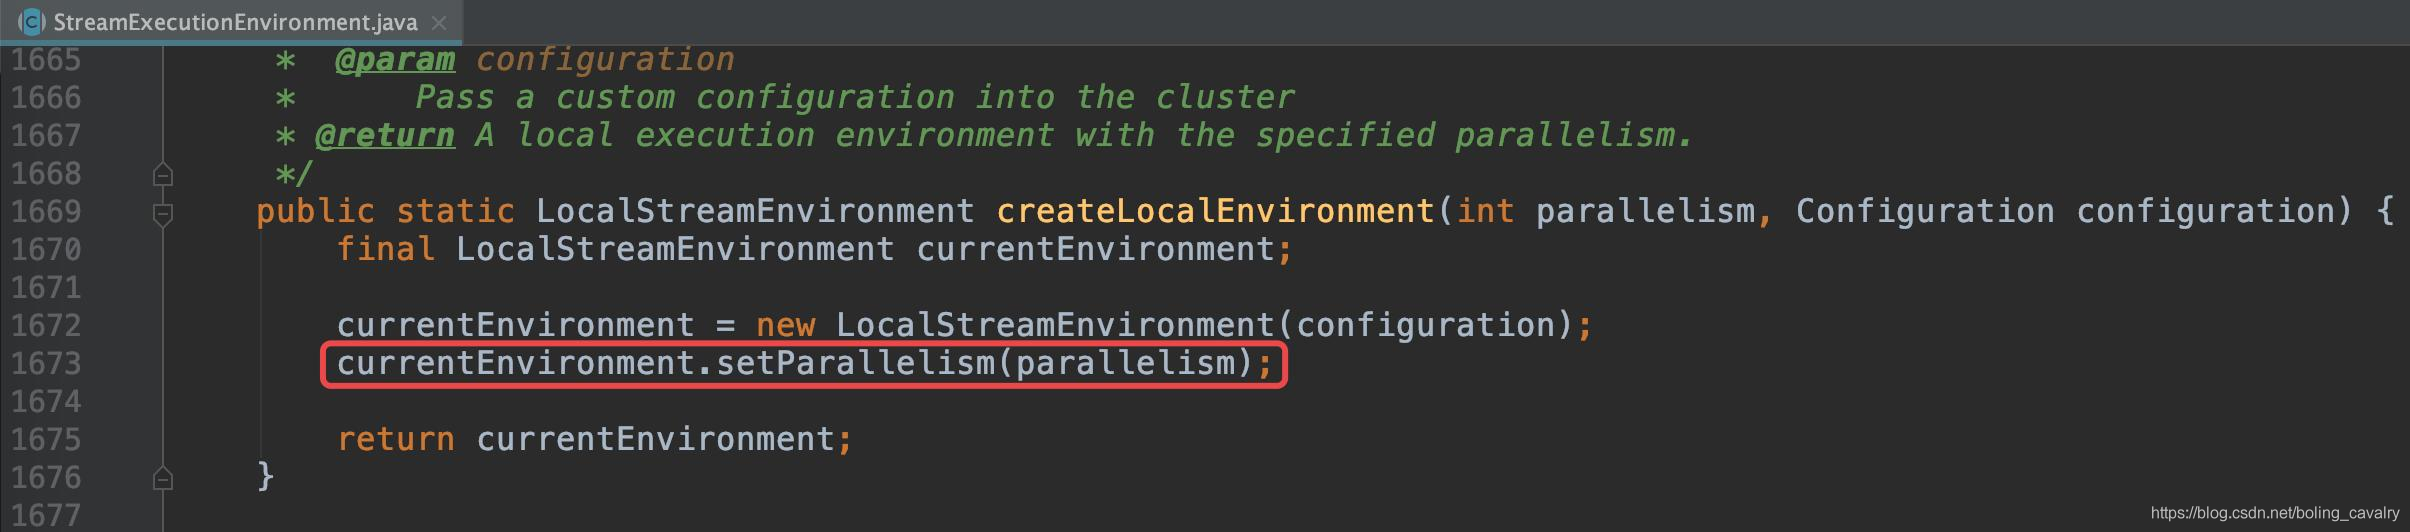 StreamExecutionEnvironment.java
1665 * @param configuration
1666 * Pass a custom configuration into the cluster
1667 * @return A local execution environment with the specified parallelism.
1668 */
1669 public static LocalStreamEnvironment createLocalEnvironment(int parallelism, Configuration configuration) {
1670 final LocalStreamEnvironment currentEnvironment;
1671
1672 currentEnvironment = new LocalStreamEnvironment(configuration);
1673 currentEnvironment.setParallelism(parallelism);
1674
1675 return currentEnvironment;
1676 }
1677
https://blog.csdn.net/boling_cavalry